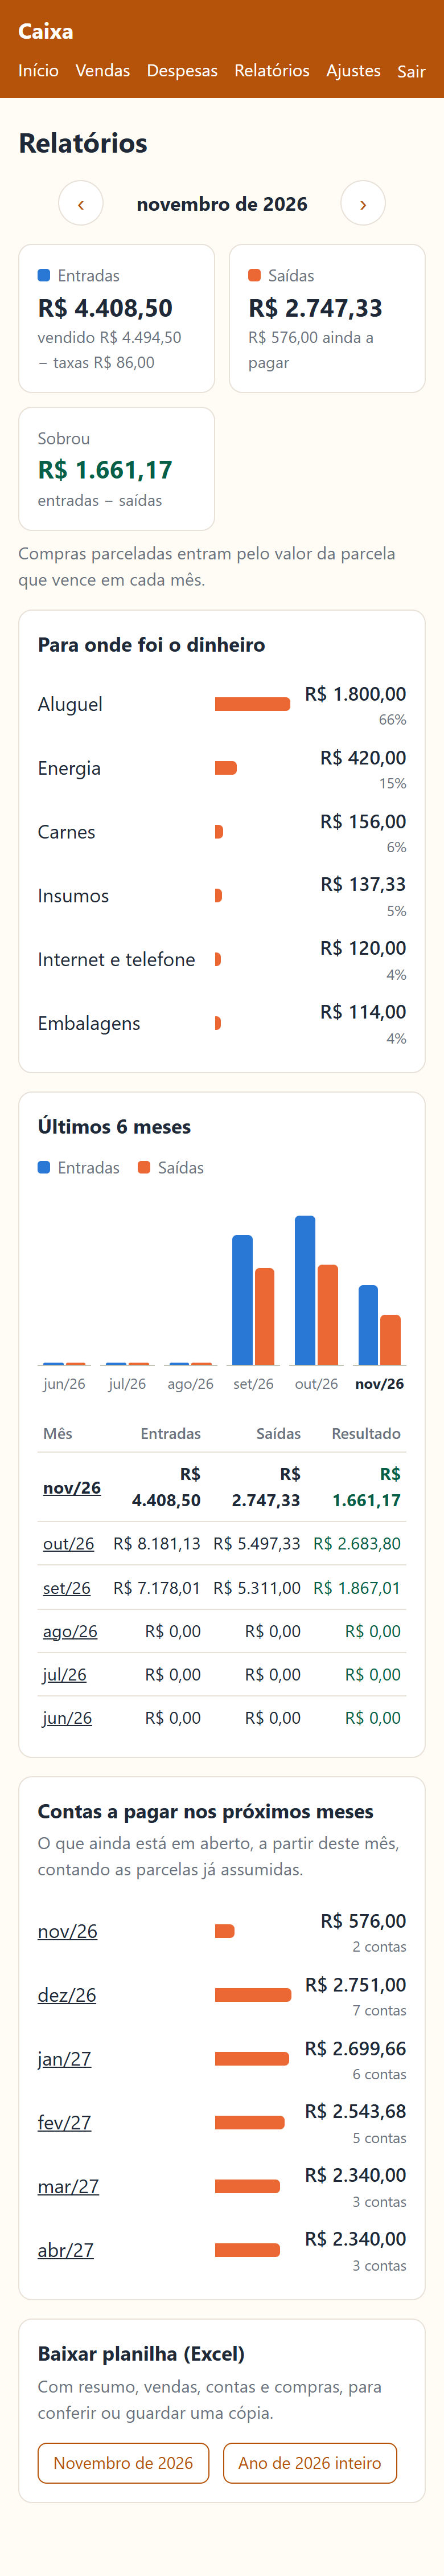 Caixa
Início Vendas Despesas Relatórios Ajustes Sair
Relatórios
‹ novembro de 2026 ›
Entradas
R$ 4.408,50
vendido R$ 4.494,50
− taxas R$ 86,00
Saídas
R$ 2.747,33
R$ 576,00 ainda a
pagar
Sobrou
R$ 1.661,17
entradas − saídas
Compras parceladas entram pelo valor da parcela
que vence em cada mês.
Para onde foi o dinheiro
Aluguel R$ 1.800,00
66%
Energia R$ 420,00
15%
Carnes R$ 156,00
6%
Insumos R$ 137,33
5%
Internet e telefone R$ 120,00
4%
Embalagens R$ 114,00
4%
Últimos 6 meses
Entradas Saídas
jun/26 jul/26 ago/26 set/26 out/26 nov/26
Mês Entradas Saídas Resultado
nov/26 R$ 4.408,50 R$ 2.747,33 R$ 1.661,17
out/26 R$ 8.181,13 R$ 5.497,33 R$ 2.683,80
set/26 R$ 7.178,01 R$ 5.311,00 R$ 1.867,01
ago/26 R$ 0,00 R$ 0,00 R$ 0,00
jul/26 R$ 0,00 R$ 0,00 R$ 0,00
jun/26 R$ 0,00 R$ 0,00 R$ 0,00
Contas a pagar nos próximos meses
O que ainda está em aberto, a partir deste mês,
contando as parcelas já assumidas.
nov/26 R$ 576,00
2 contas
dez/26 R$ 2.751,00
7 contas
jan/27 R$ 2.699,66
6 contas
fev/27 R$ 2.543,68
5 contas
mar/27 R$ 2.340,00
3 contas
abr/27 R$ 2.340,00
3 contas
Baixar planilha (Excel)
Com resumo, vendas, contas e compras, para
conferir ou guardar uma cópia.
Novembro de 2026 Ano de 2026 inteiro